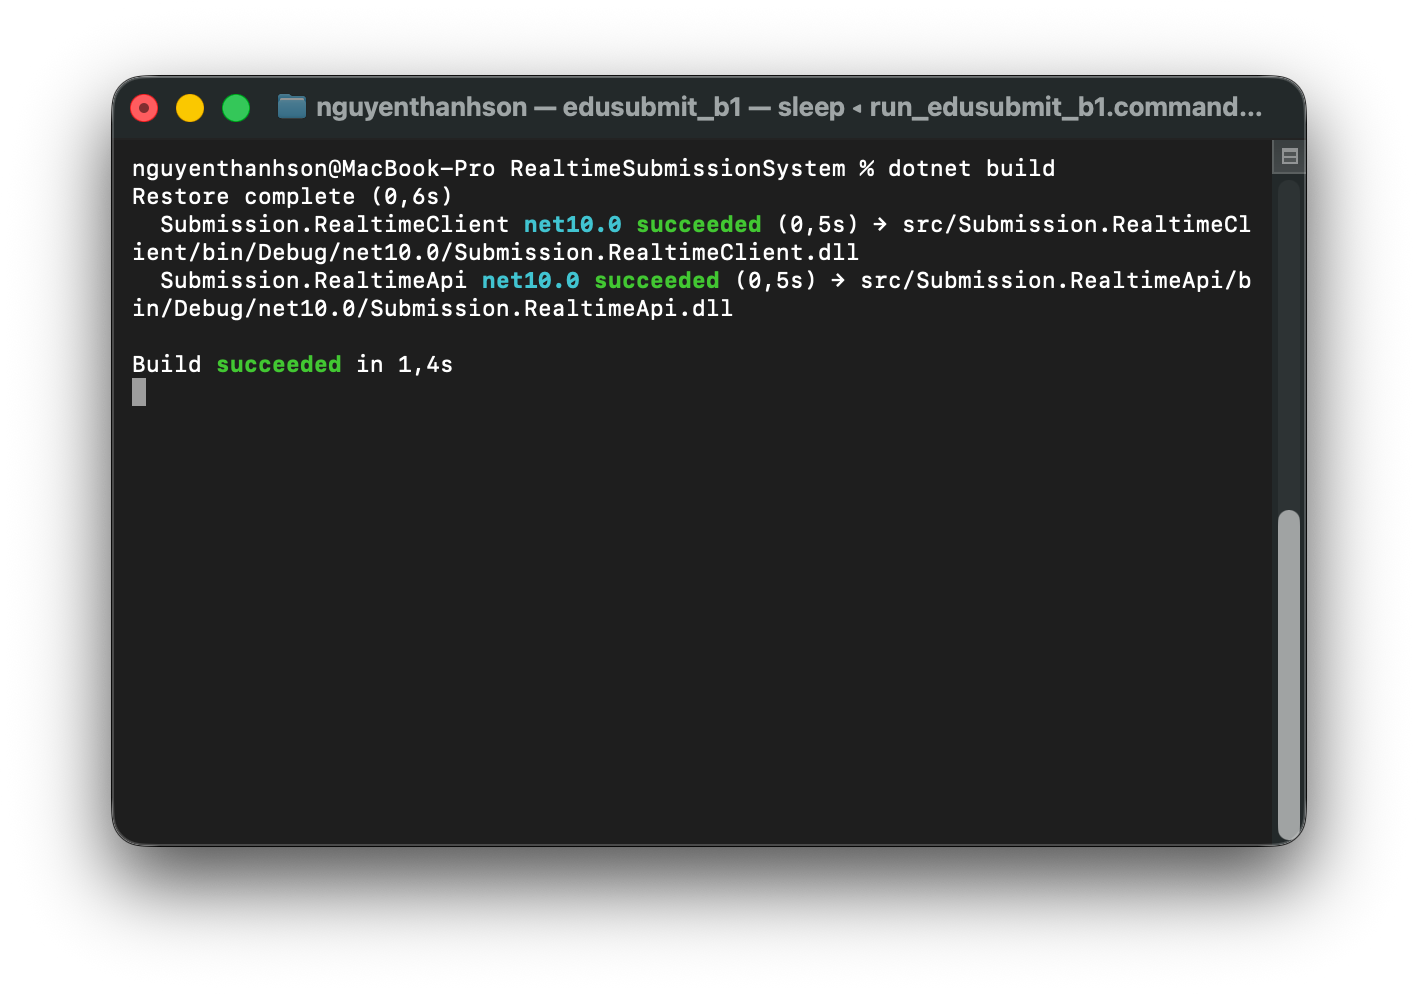 nguyenthanhson — edusubmit_b1 — sleep ◂ run_edusubmit_b1.command...
nguyenthanhson@MacBook-Pro RealtimeSubmissionSystem % dotnet build
Restore complete (0,6s)
  Submission.RealtimeClient net10.0 succeeded (0,5s) → src/Submission.RealtimeCl
ient/bin/Debug/net10.0/Submission.RealtimeClient.dll
  Submission.RealtimeApi net10.0 succeeded (0,5s) → src/Submission.RealtimeApi/b
in/Debug/net10.0/Submission.RealtimeApi.dll
Build succeeded in 1,4s